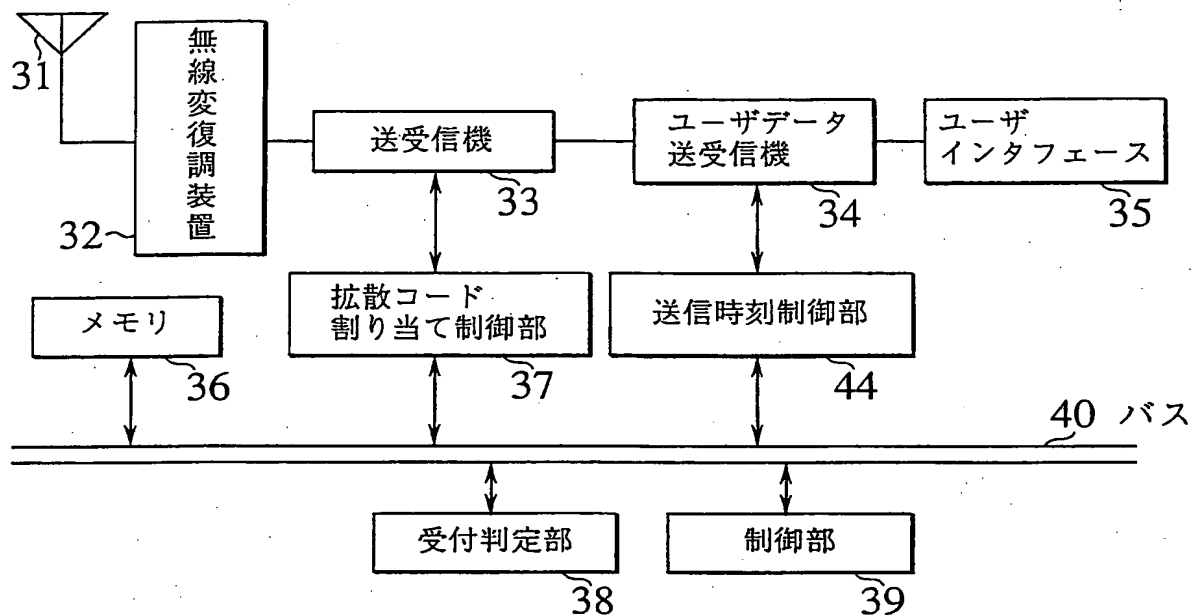 31
無線変復調装置
32
送受信機
33
ユーザデータ
送受信機
34
ユーザ
インタフェース
35
メモリ
36
拡散コード
割り当て制御部
37
送信時刻制御部
44
40 バス
受付判定部
38
制御部
39